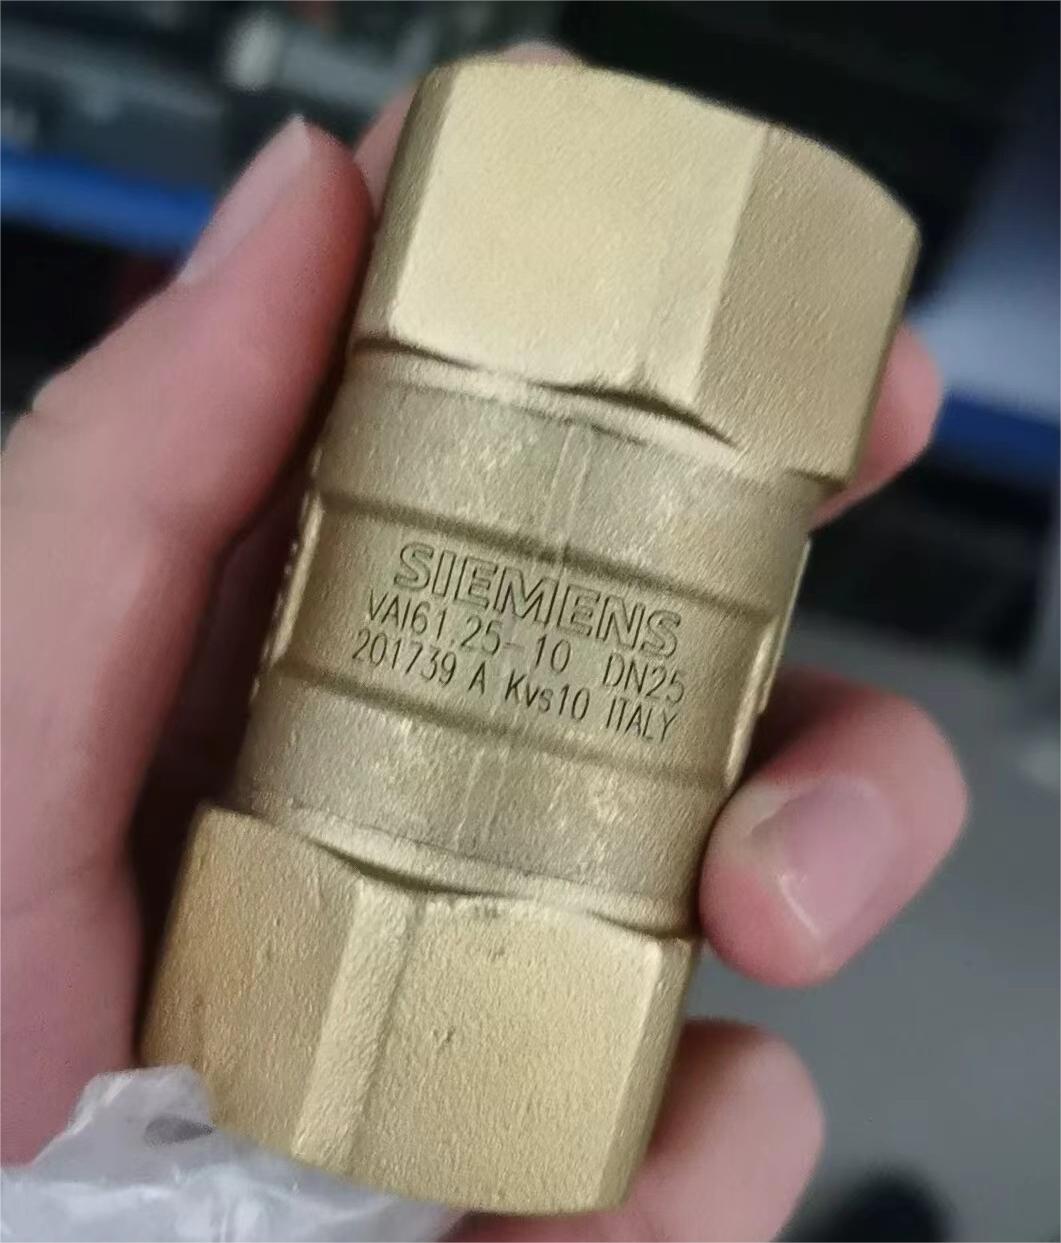 SIEMENS
VAI61.25-10 DN25
201739 A Kvs10 ITALY